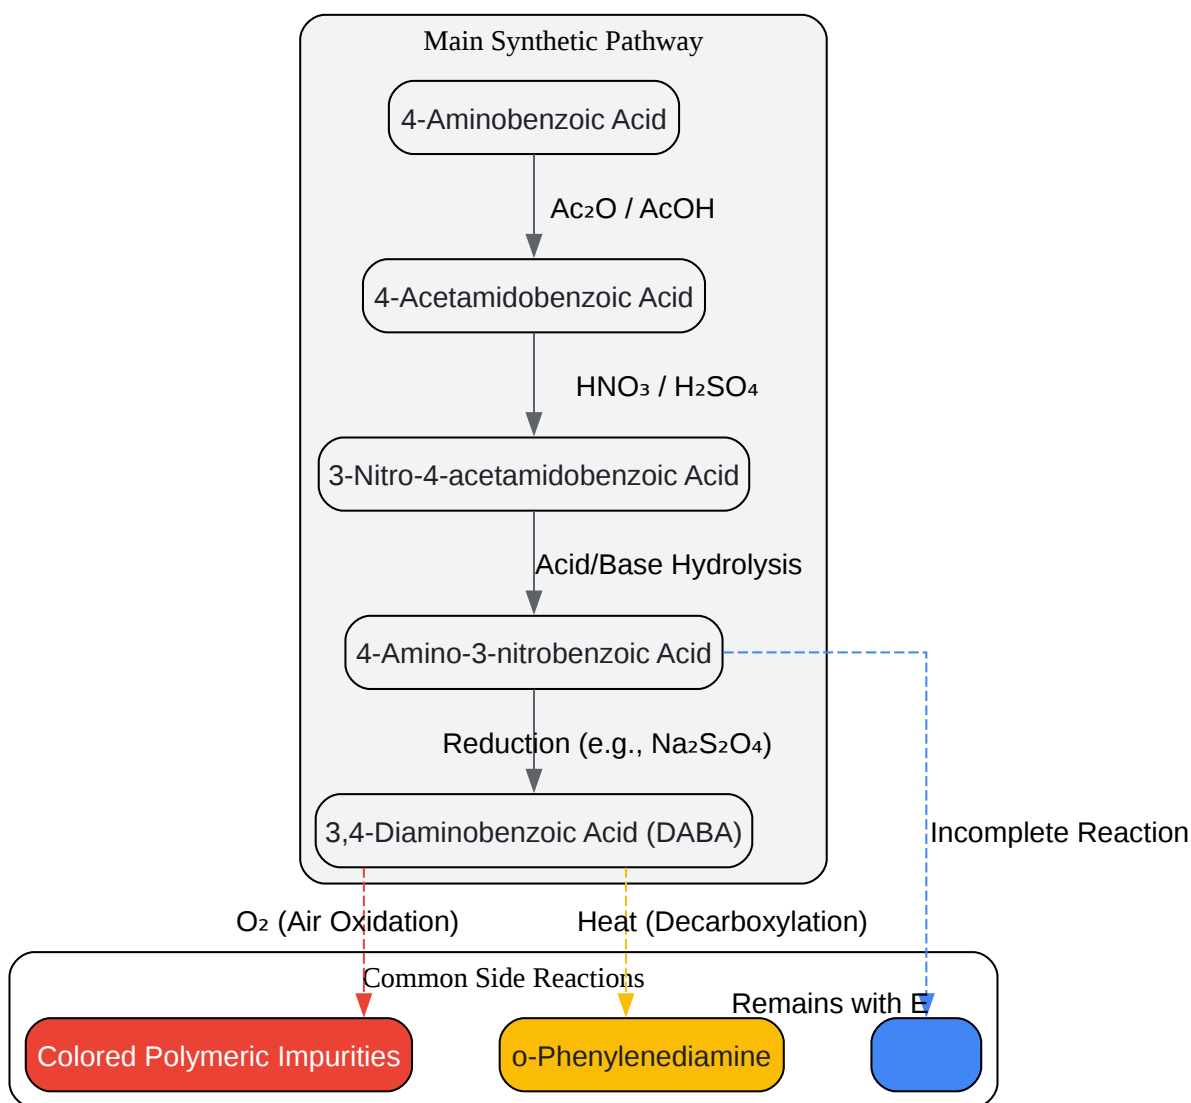 Main Synthetic Pathway
4-Aminobenzoic Acid
Ac₂O / AcOH
4-Acetamidobenzoic Acid
HNO₃ / H₂SO₄
3-Nitro-4-acetamidobenzoic Acid
Acid/Base Hydrolysis
4-Amino-3-nitrobenzoic Acid
Reduction (e.g., Na₂S₂O₄)
3,4-Diaminobenzoic Acid (DABA)
Incomplete Reaction
O₂ (Air Oxidation)
Heat (Decarboxylation)
Common Side Reactions
Remains with E
Colored Polymeric Impurities
o-Phenylenediamine